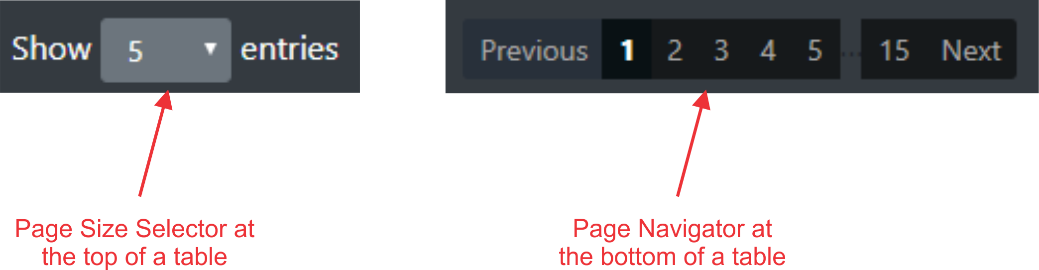 Show 5 entries
Previous 1 2 3 4 5 ... 15 Next
Page Size Selector at
the top of a table
Page Navigator at
the bottom of a table